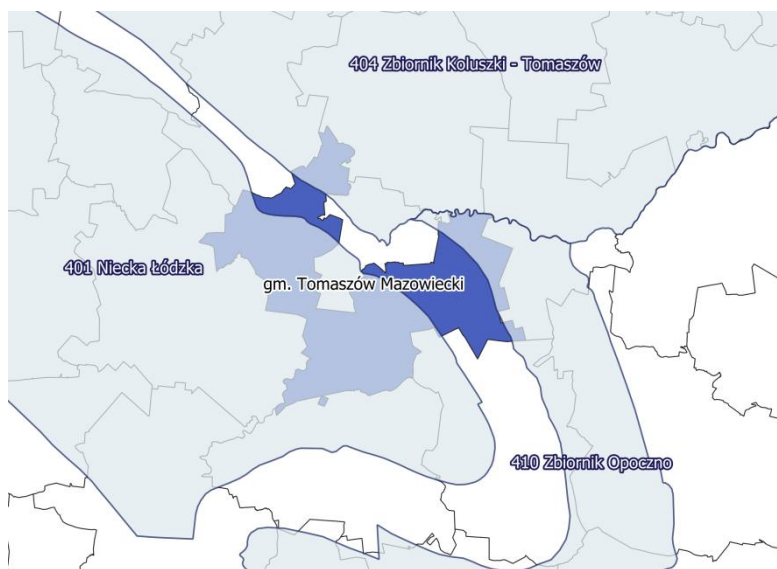 404 Zbiornik Koluszki - Tomaszów
401 Niecka Łódzka
gm. Tomaszów Mazowiecki
410 Zbiornik Opoczno